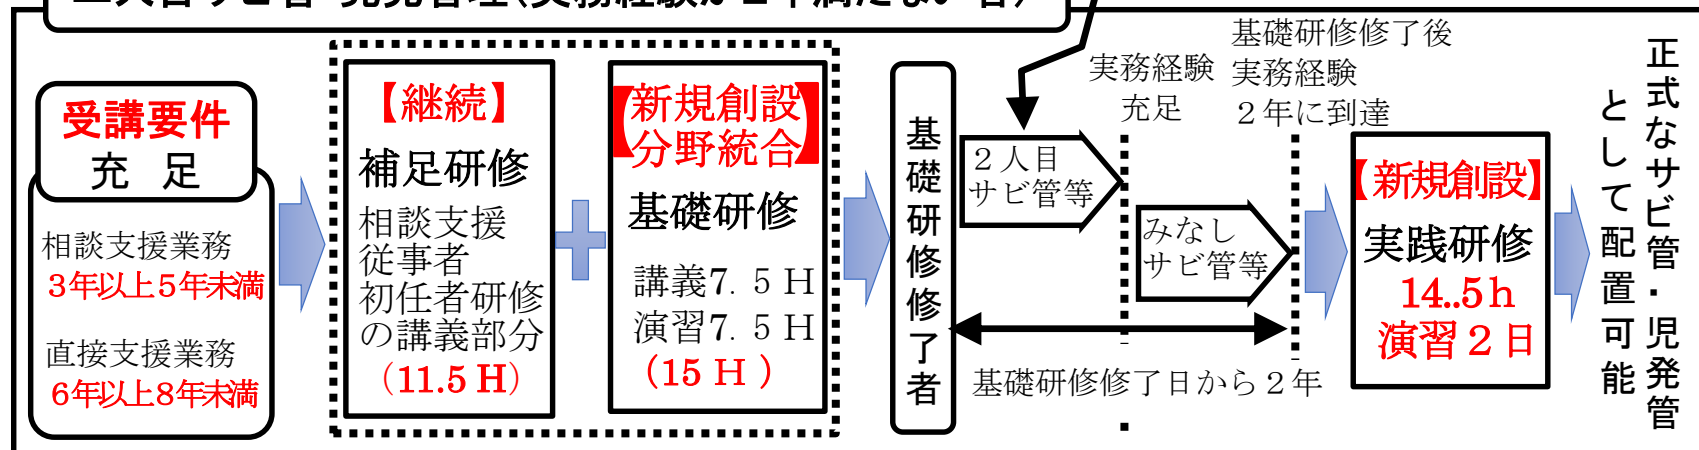 受講要件
充 足
相談支援業務
3年以上5年未満
直接支援業務
6年以上8年未満
【継続】
補足研修
相談支援
従事者
初任者研修
の講義部分
(11.5 H)
【新規創設
分野統合】
基礎研修
講義7. 5 H
演習7. 5 H
(15 H )
基礎研修修了者
2人目
サビ管等
実務経験
充足
みなし
サビ管等
基礎研修修了後
実務経験
2年に到達
基礎研修修了日から2年
【新規創設】
実践研修
14..5h
演習2日
正式なサビ管・児発管
として配置可能